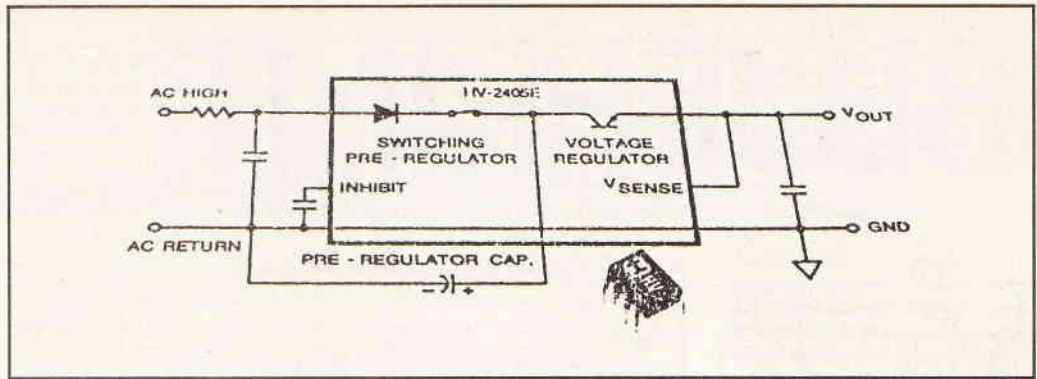 HV-2405E
AC HIGH
VOUT
SWITCHING
PRE - REGULATOR
VOLTAGE
REGULATOR
INHIBIT
VSENSE
AC RETURN
GND
PRE - REGULATOR CAP.
- +